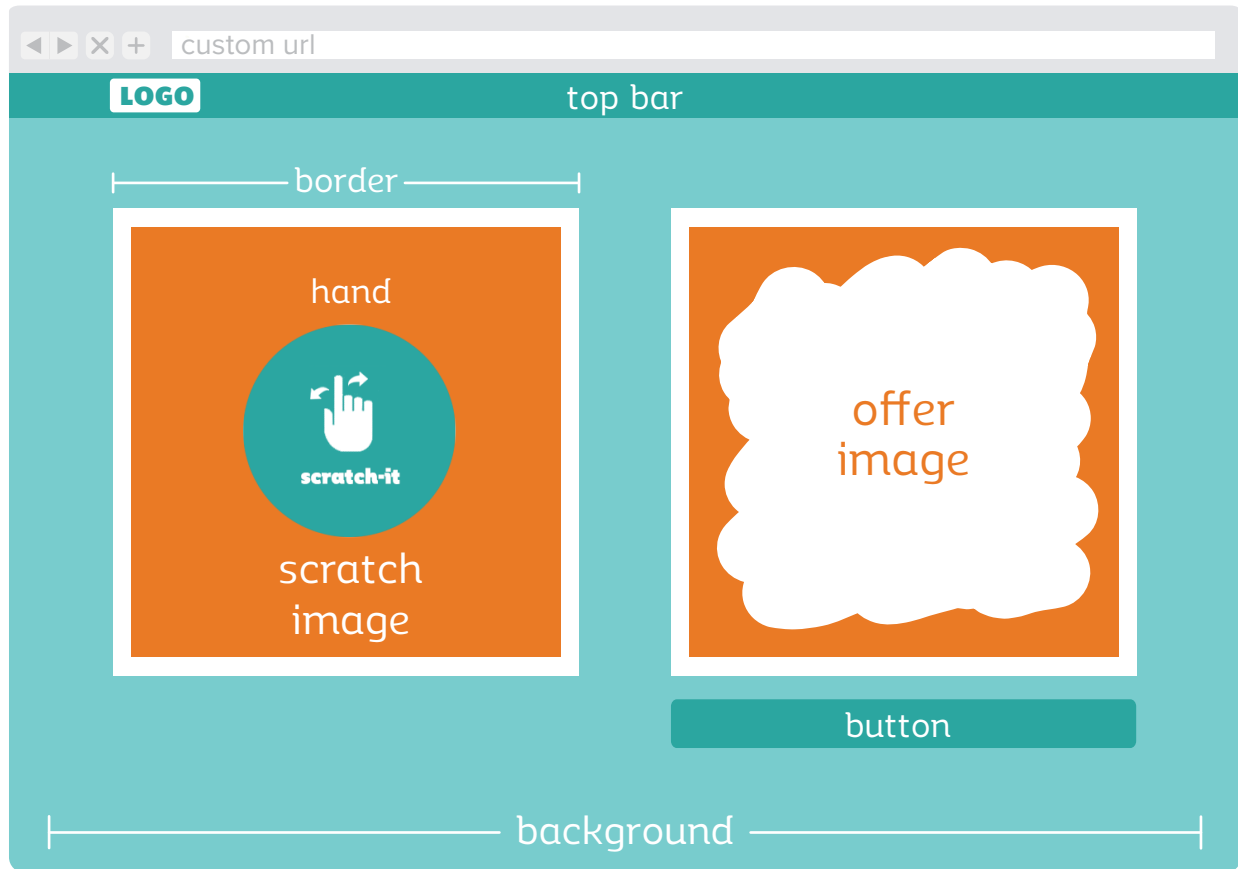 custom url
LOGO
top bar
border
hand
scratch-it
scratch
image
offer
image
button
background